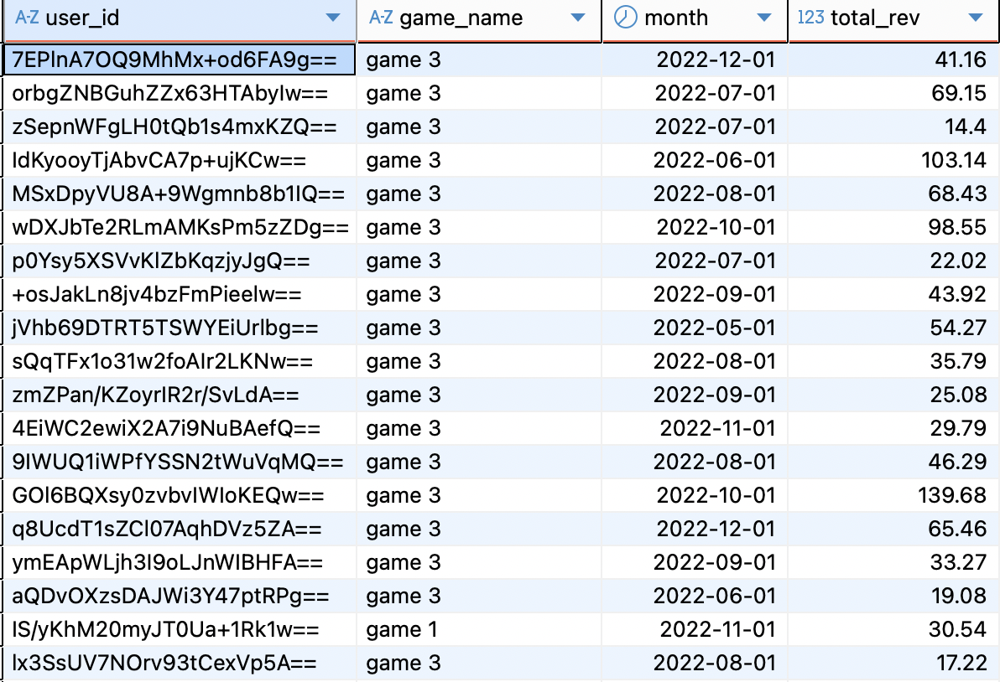 A-Z user_id A-Z game_name month 123 total_rev
7EPlnA7OQ9MhMx+od6FA9g== game 3 2022-12-01 41.16
orbgZNBGuhZZx63HTAbyIw== game 3 2022-07-01 69.15
zSepnWFgLH0tQb1s4mxKZQ== game 3 2022-07-01 14.4
IdKyooyTjAbvCA7p+ujKCw== game 3 2022-06-01 103.14
MSxDpyVU8A+9Wgmnb8b1IQ== game 3 2022-08-01 68.43
wDXJbTe2RLmAMKsPm5zZDg== game 3 2022-10-01 98.55
p0Ysy5XSVvKlZbKqzjyJgQ== game 3 2022-07-01 22.02
+osJakLn8jv4bzFmPieelw== game 3 2022-09-01 43.92
jVhb69DTRT5TSWYEiUrlbg== game 3 2022-05-01 54.27
sQqTFx1o31w2foAIr2LKNw== game 3 2022-08-01 35.79
zmZPan/KZoyrIR2r/SvLdA== game 3 2022-09-01 25.08
4EiWC2ewiX2A7i9NuBAefQ== game 3 2022-11-01 29.79
9IWUQ1iWPfYSSN2tWuVqMQ== game 3 2022-08-01 46.29
GOl6BQXsy0zvbvIWIoKEQw== game 3 2022-10-01 139.68
q8UcdT1sZCl07AqhDVz5ZA== game 3 2022-12-01 65.46
ymEApWLjh3I9oLJnWIBHFA== game 3 2022-09-01 33.27
aQDvOXzsDAJWi3Y47ptRPg== game 3 2022-06-01 19.08
IS/yKhM20myJT0Ua+1Rk1w== game 1 2022-11-01 30.54
lx3SsUV7NOrv93tCexVp5A== game 3 2022-08-01 17.22